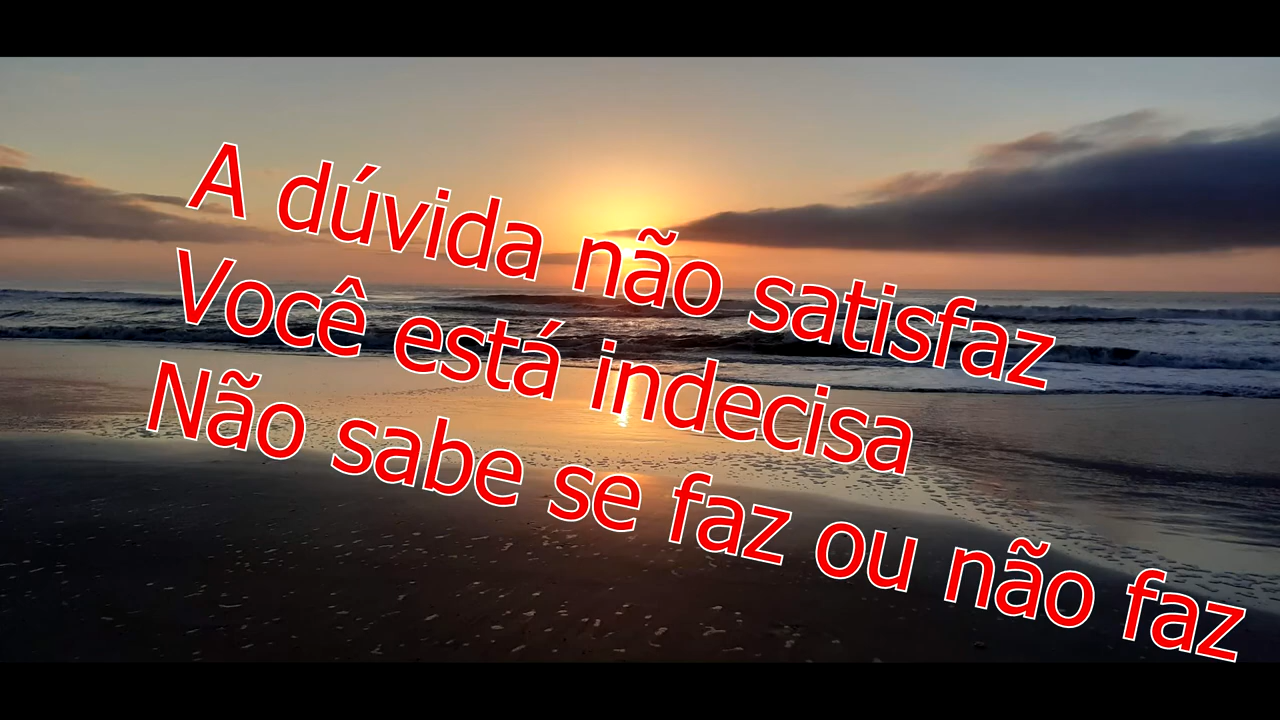 A dúvida não satisfaz
Você está indecisa
Não sabe se faz ou não faz